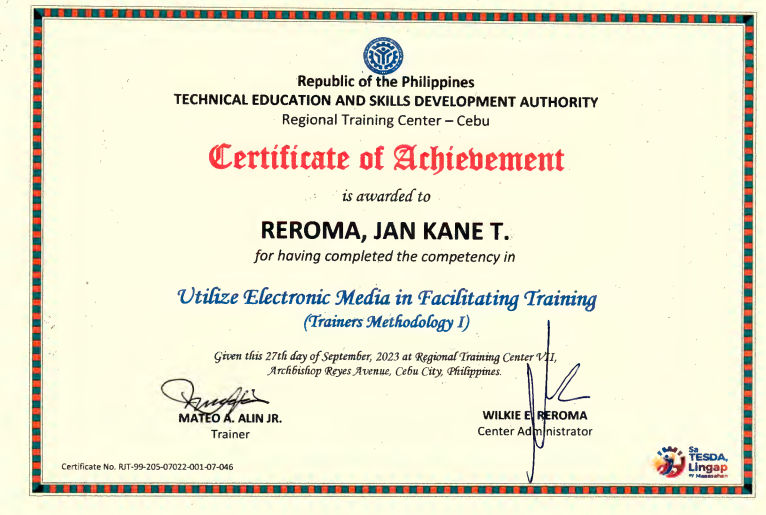 Republic of the Philippines
TECHNICAL EDUCATION AND SKILLS DEVELOPMENT AUTHORITY
Regional Training Center – Cebu
Certificate of Achievement
is awarded to
REROMA, JAN KANE T.
for having completed the competency in
Utilize Electronic Media in Facilitating Training
(Trainers Methodology I)
Given this 27th day of September, 2023 at Regional Training Center VII,
Archbishop Reyes Avenue, Cebu City, Philippines.
MATEO A. ALIN JR.
Trainer
WILKIE E. REROMA
Center Administrator
Certificate No. RJT-99-205-07022-001-07-046
Sa
TESDA,
Lingap
ay Maaasahan